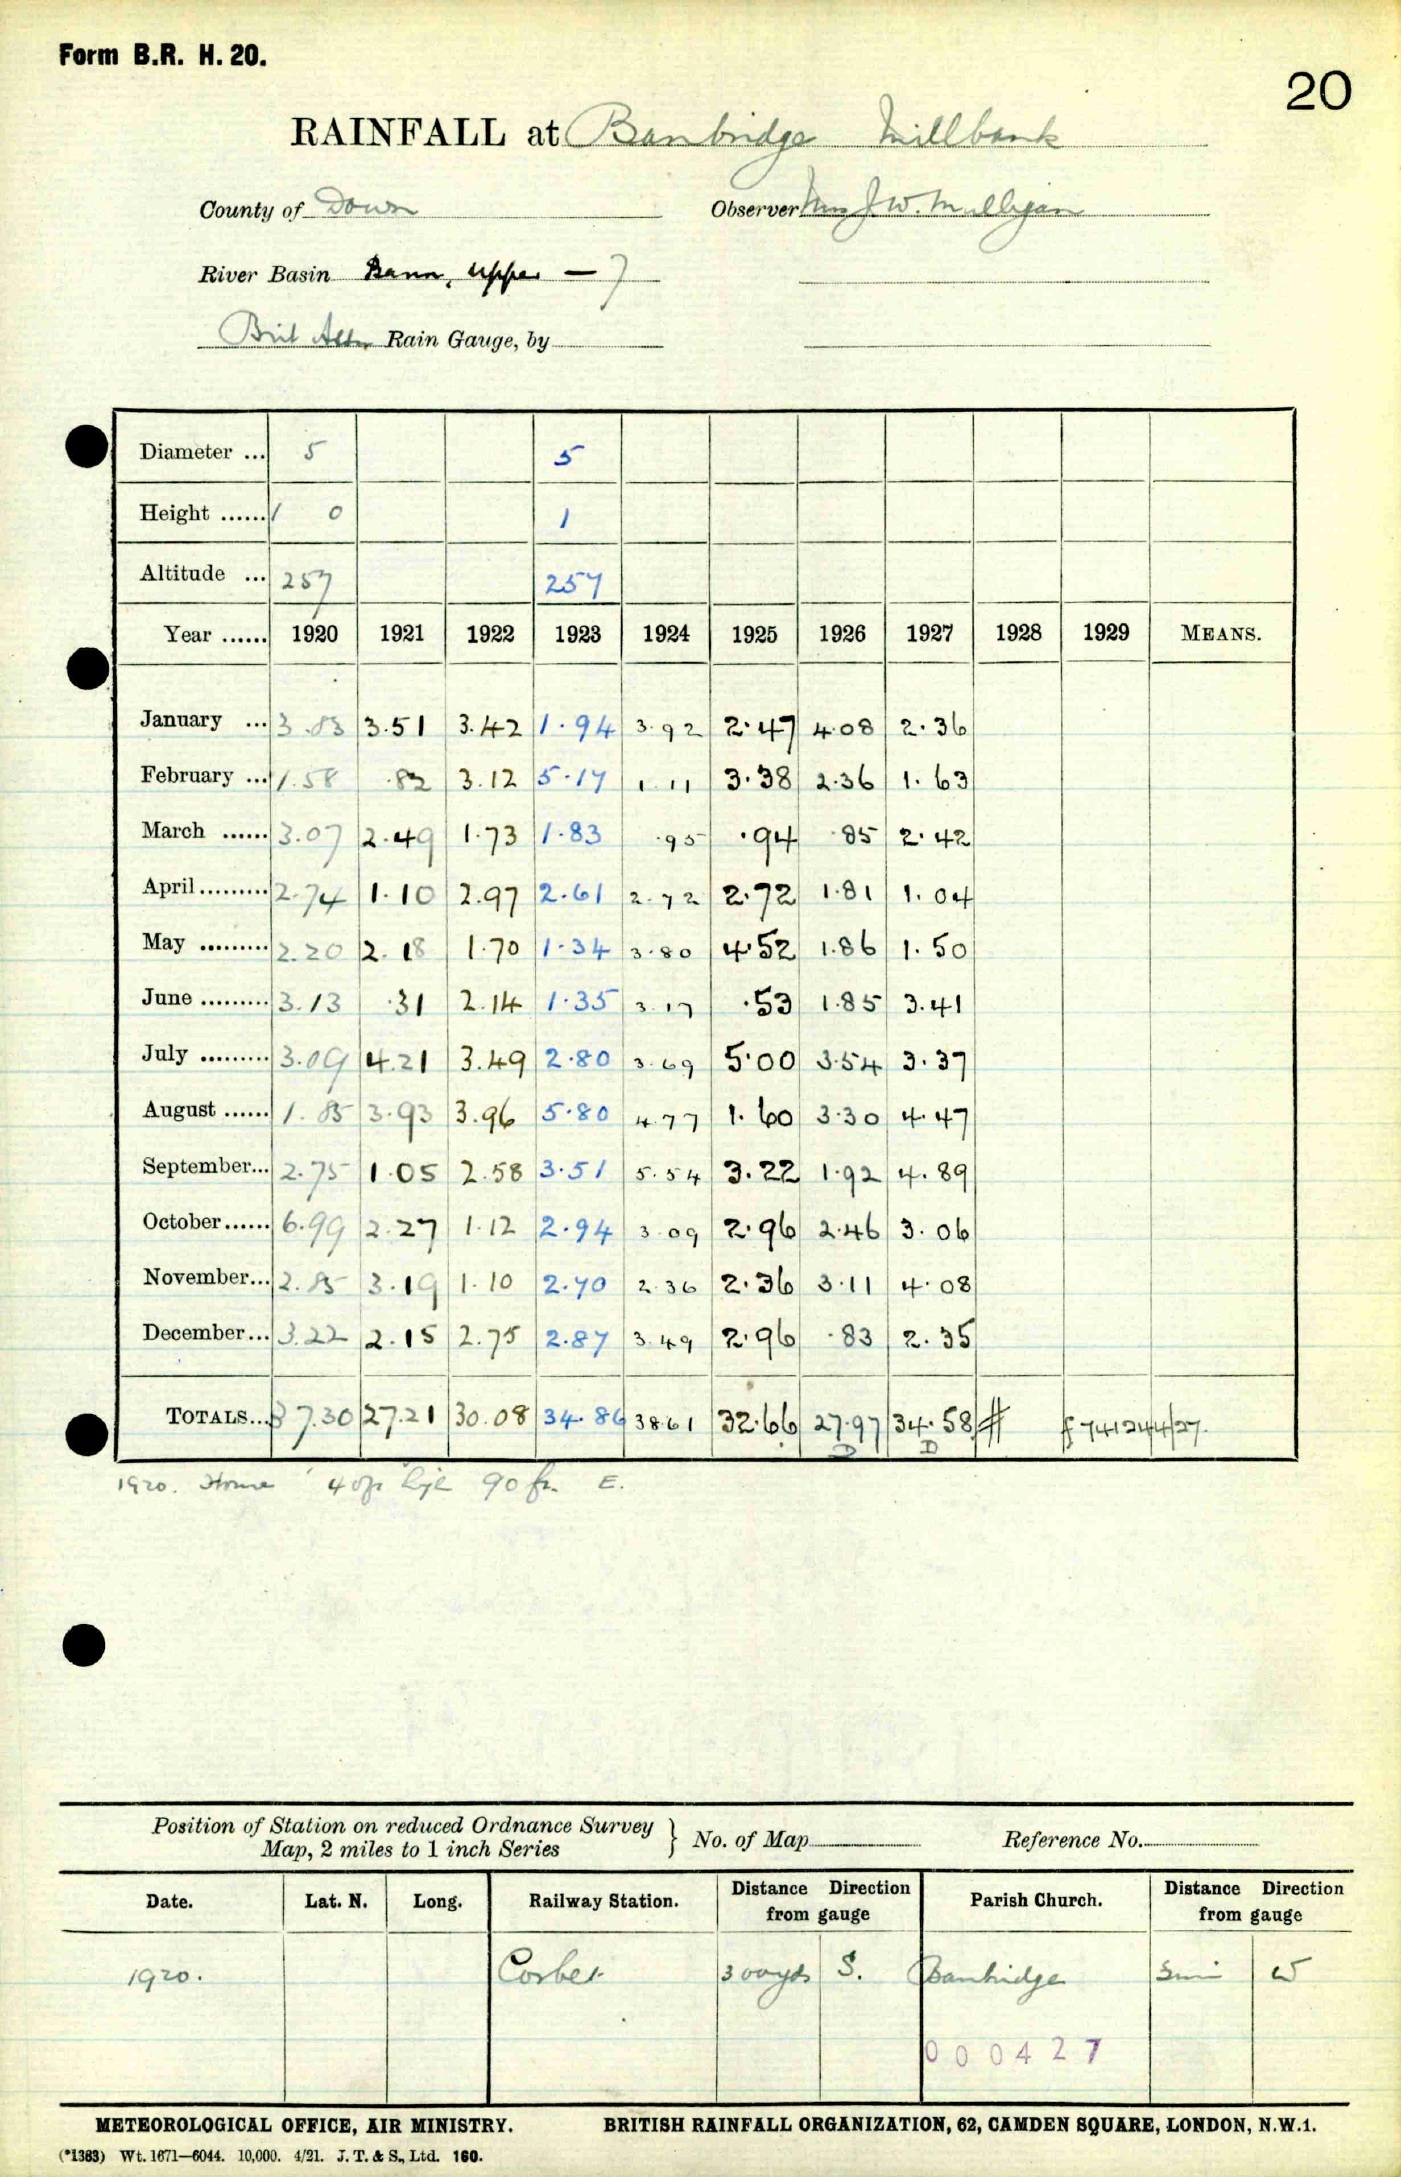 Form B.R. H. 20.
20
RAINFALL at Banbridge Millbank
County of Down Observer J.W. Mulligan
River Basin Bann, Upper — 7
Brit Assn Rain Gauge, by
Diameter ... 5 5
Height ...... 1 0 1
Altitude ... 257 257
Year ...... 1920 1921 1922 1923 1924 1925 1926 1927 1928 1929 MEANS.
January ... 3.83 3.51 3.42 1.94 3.92 2.47 4.08 2.36
February ... 1.58 .82 3.12 5.17 1.11 3.38 2.36 1.63
March ...... 3.07 2.49 1.73 1.83 .95 .94 .85 2.42
April ......... 2.74 1.10 2.97 2.61 2.72 2.72 1.81 1.04
May ......... 2.20 2.18 1.70 1.34 3.80 4.52 1.86 1.50
June ......... 3.13 .31 2.14 1.35 3.17 .53 1.85 3.41
July ......... 3.09 4.21 3.49 2.80 3.69 5.00 3.54 3.37
August ...... 1.85 3.93 3.96 5.80 4.77 1.60 3.30 4.47
September... 2.75 1.05 2.58 3.51 5.54 3.22 1.92 4.89
October...... 6.99 2.27 1.12 2.94 3.09 2.96 2.46 3.06
November... 2.85 3.19 1.10 2.70 2.36 2.36 3.11 4.08
December... 3.22 2.15 2.75 2.87 3.49 2.96 .83 2.35
TOTALS... 37.30 27.21 30.08 34.86 38.61 32.66 27.97 34.58 # f 741244/27.
D D
1920. House 40ft high 90 ft. E.
Position of Station on reduced Ordnance Survey
Map, 2 miles to 1 inch Series } No. of Map Reference No.
Date. Lat. N. Long. Railway Station. Distance Direction from gauge Parish Church. Distance Direction from gauge
1920. Corbet 300yds S. Banbridge W
000427
METEOROLOGICAL OFFICE, AIR MINISTRY. BRITISH RAINFALL ORGANIZATION, 62, CAMDEN SQUARE, LONDON, N.W.1.
(*1383) Wt. 1671—6044. 10,000. 4/21. J. T. & S., Ltd. 160.